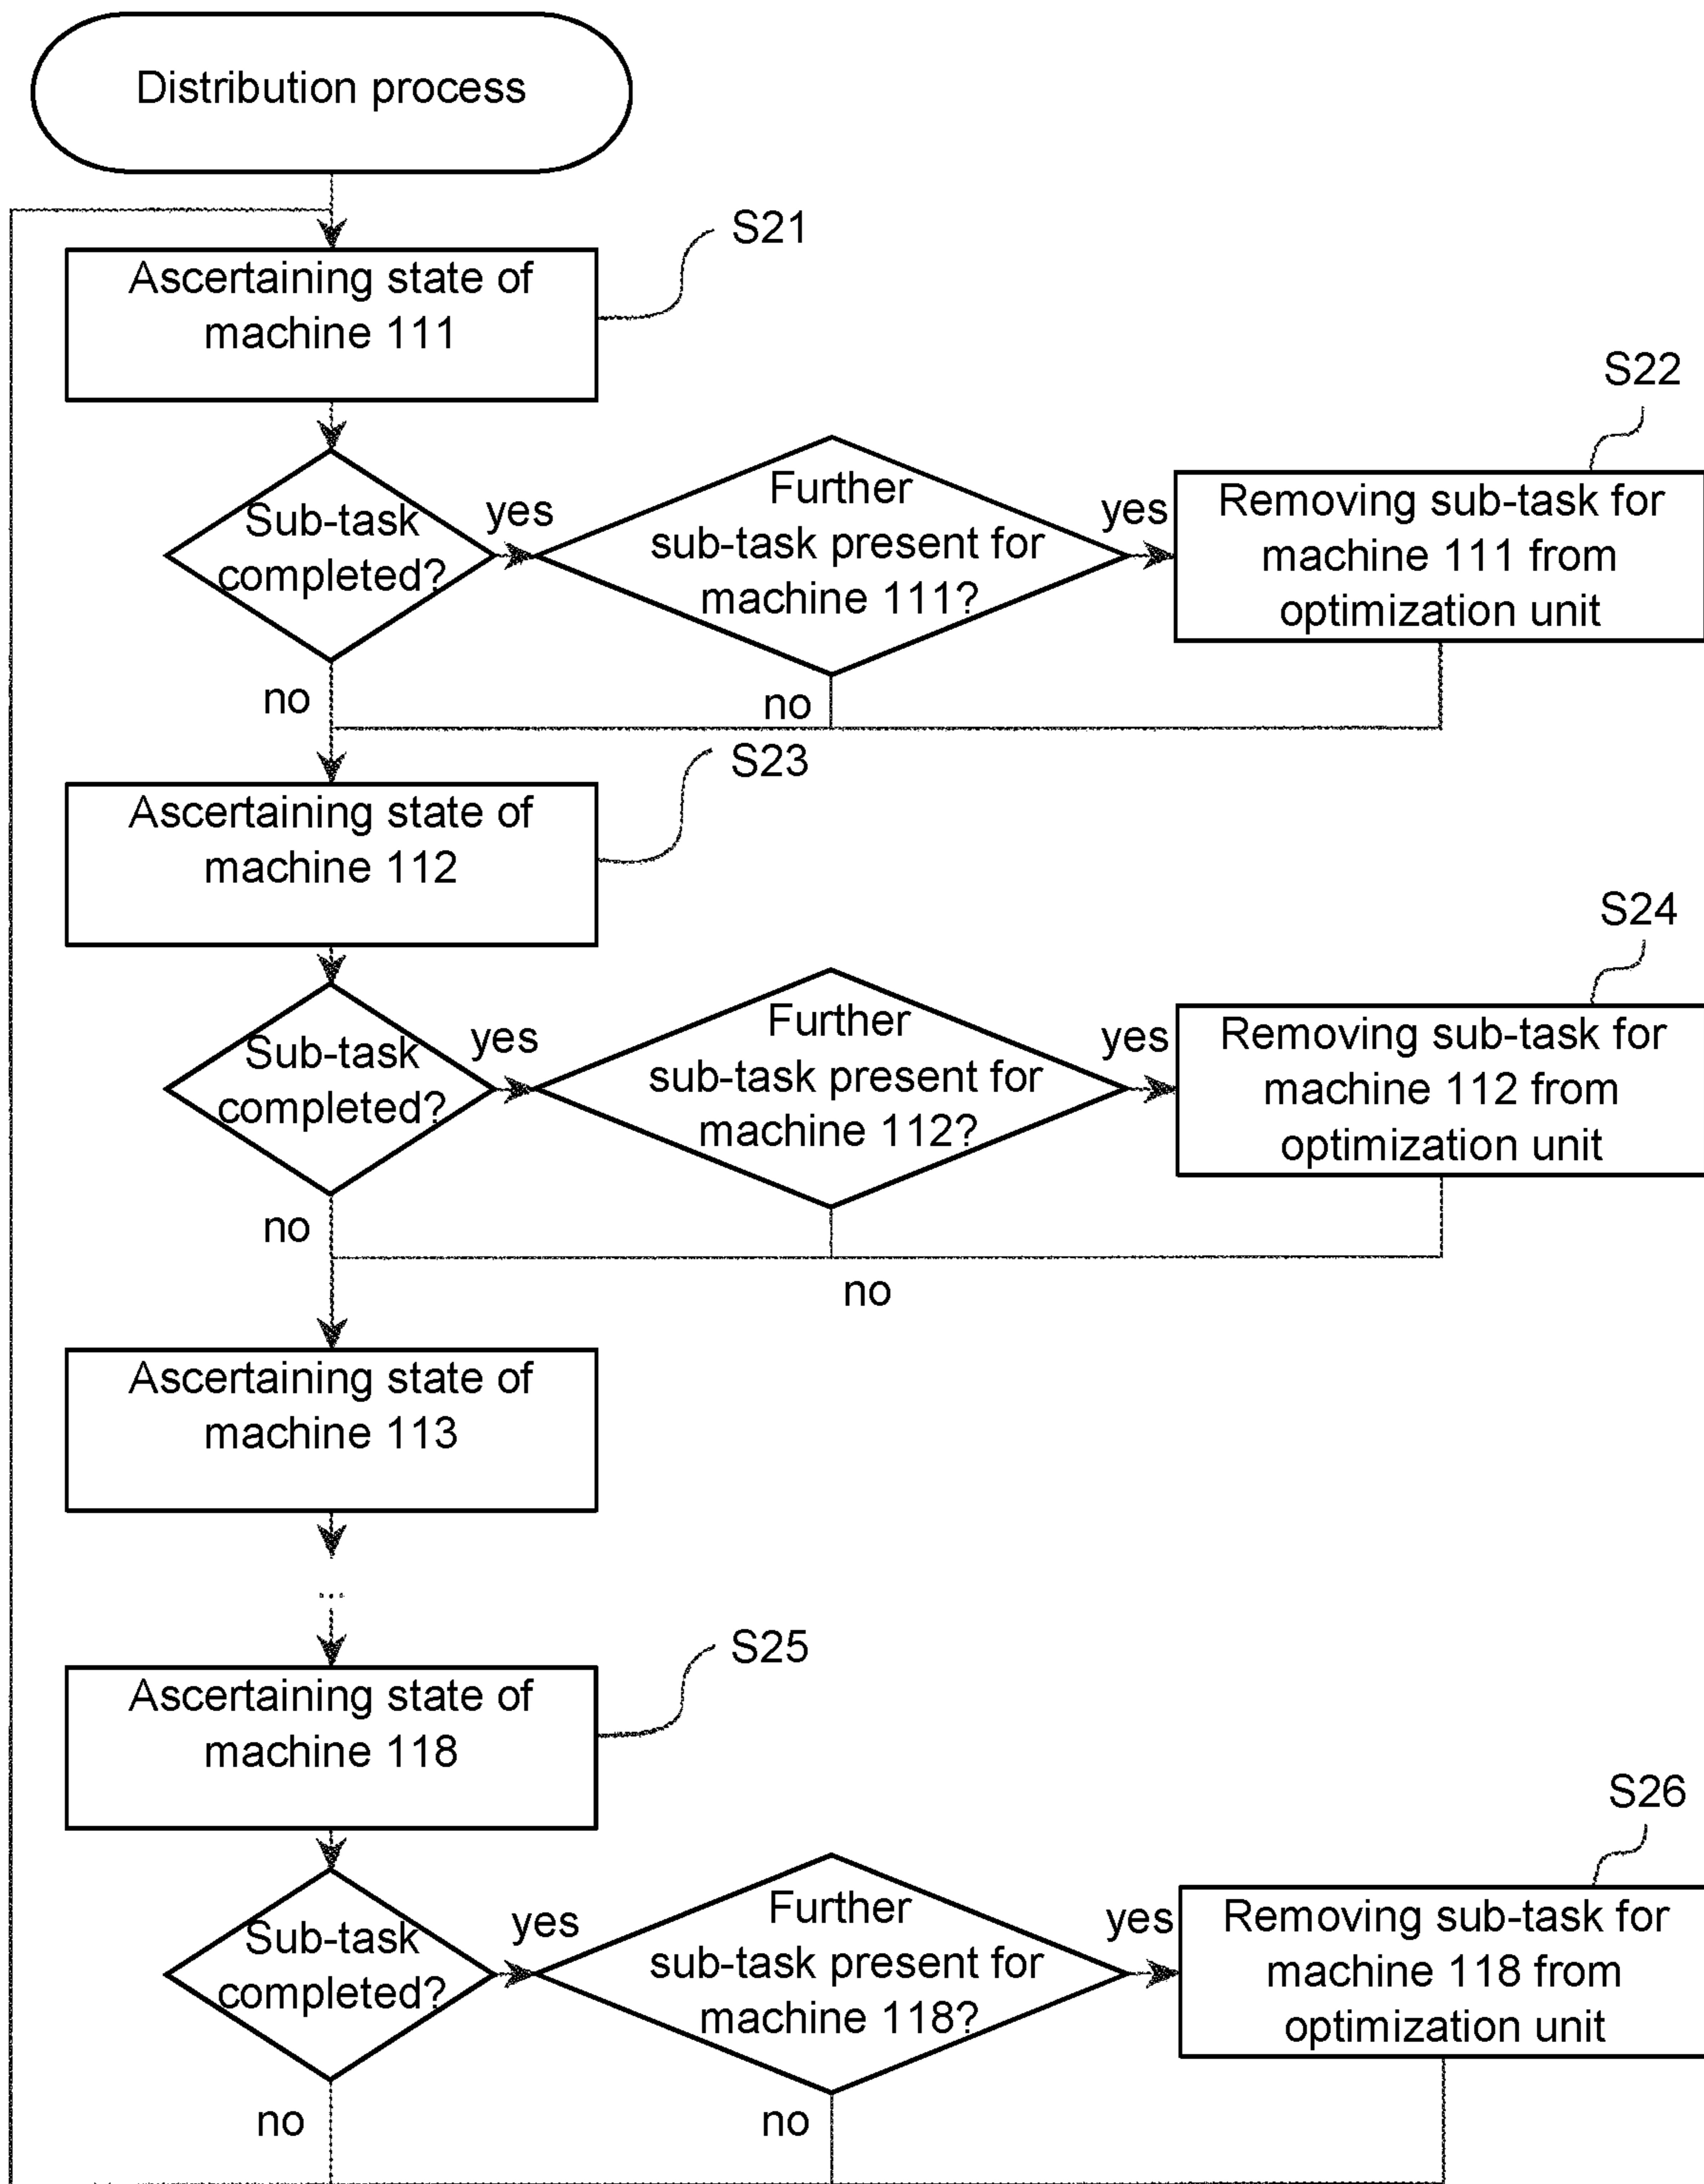 Distribution process
S21
Ascertaining state of
machine 111
S22
Sub-task
completed?
yes
Further
sub-task present for
machine 111?
yes
Removing sub-task for
machine 111 from
optimization unit
no
no
S23
Ascertaining state of
machine 112
S24
Sub-task
completed?
yes
Further
sub-task present for
machine 112?
yes
Removing sub-task for
machine 112 from
optimization unit
no
no
Ascertaining state of
machine 113
...
S25
Ascertaining state of
machine 118
S26
Sub-task
completed?
yes
Further
sub-task present for
machine 118?
yes
Removing sub-task for
machine 118 from
optimization unit
no
no